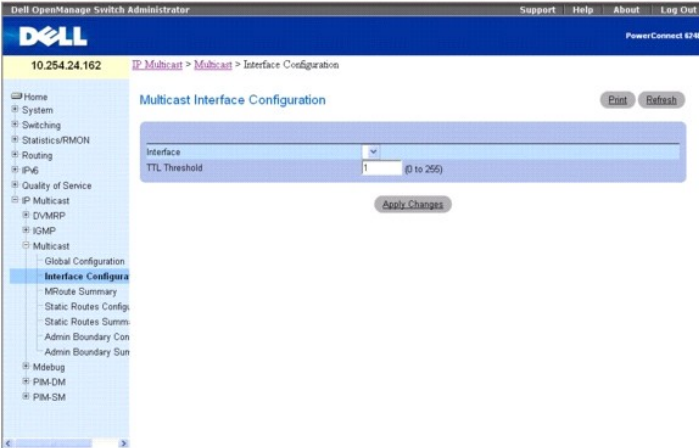 Dell OpenManage Switch Administrator
Support Help About Log Out
DELL
PowerConnect 624
10.254.24.162
IP Multicast > Multicast > Interface Configuration
Home
System
Switching
Statistics/RMON
Routing
IPv6
Quality of Service
IP Multicast
DVMRP
IGMP
Multicast
Global Configuration
Interface Configura
MRoute Summary
Static Routes Configu
Static Routes Summ
Admin Boundary Con
Admin Boundary Sum
Mdebug
PIM-DM
PIM-SM
Multicast Interface Configuration
Print Refresh
Interface
TTL Threshold 1 (0 to 255)
Apply Changes